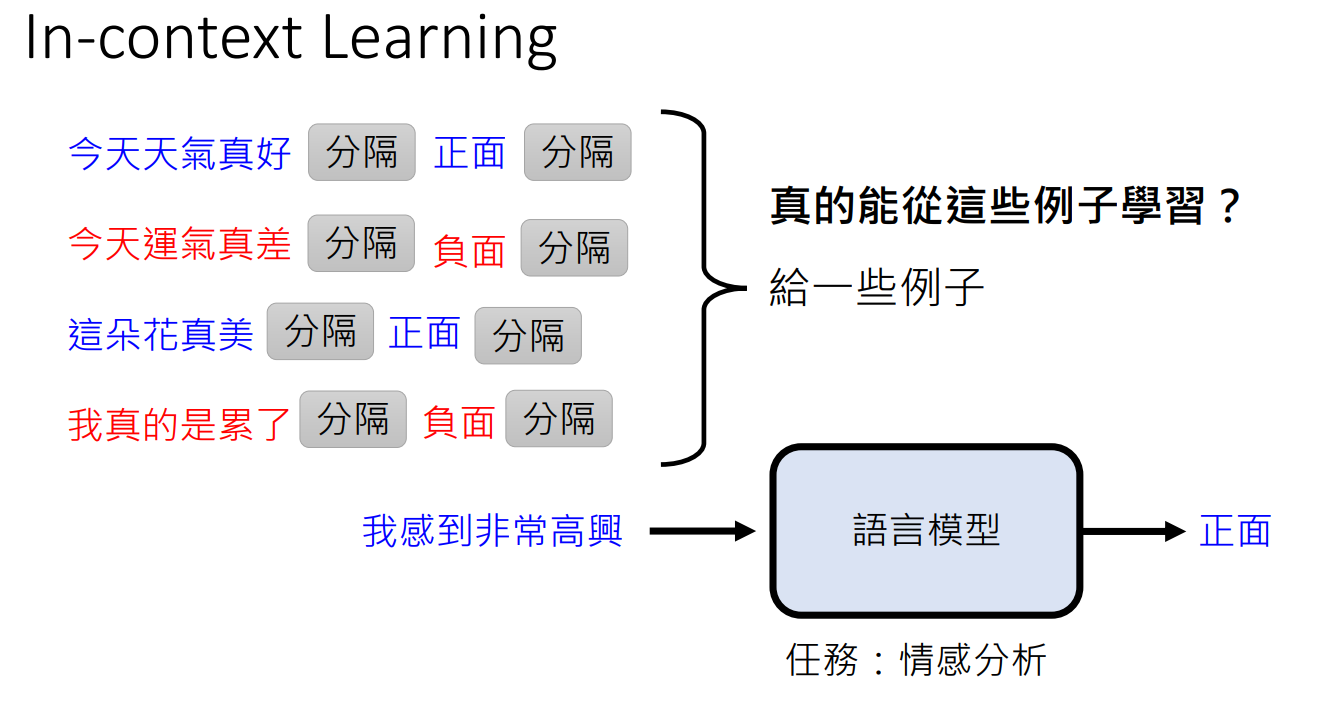 In-context Learning
今天天氣真好 分隔 正面 分隔
今天運氣真差 分隔 負面 分隔
這朵花真美 分隔 正面 分隔
我真的是累了 分隔 負面 分隔
真的能從這些例子學習？
給一些例子
我感到非常高興
語言模型
正面
任務：情感分析